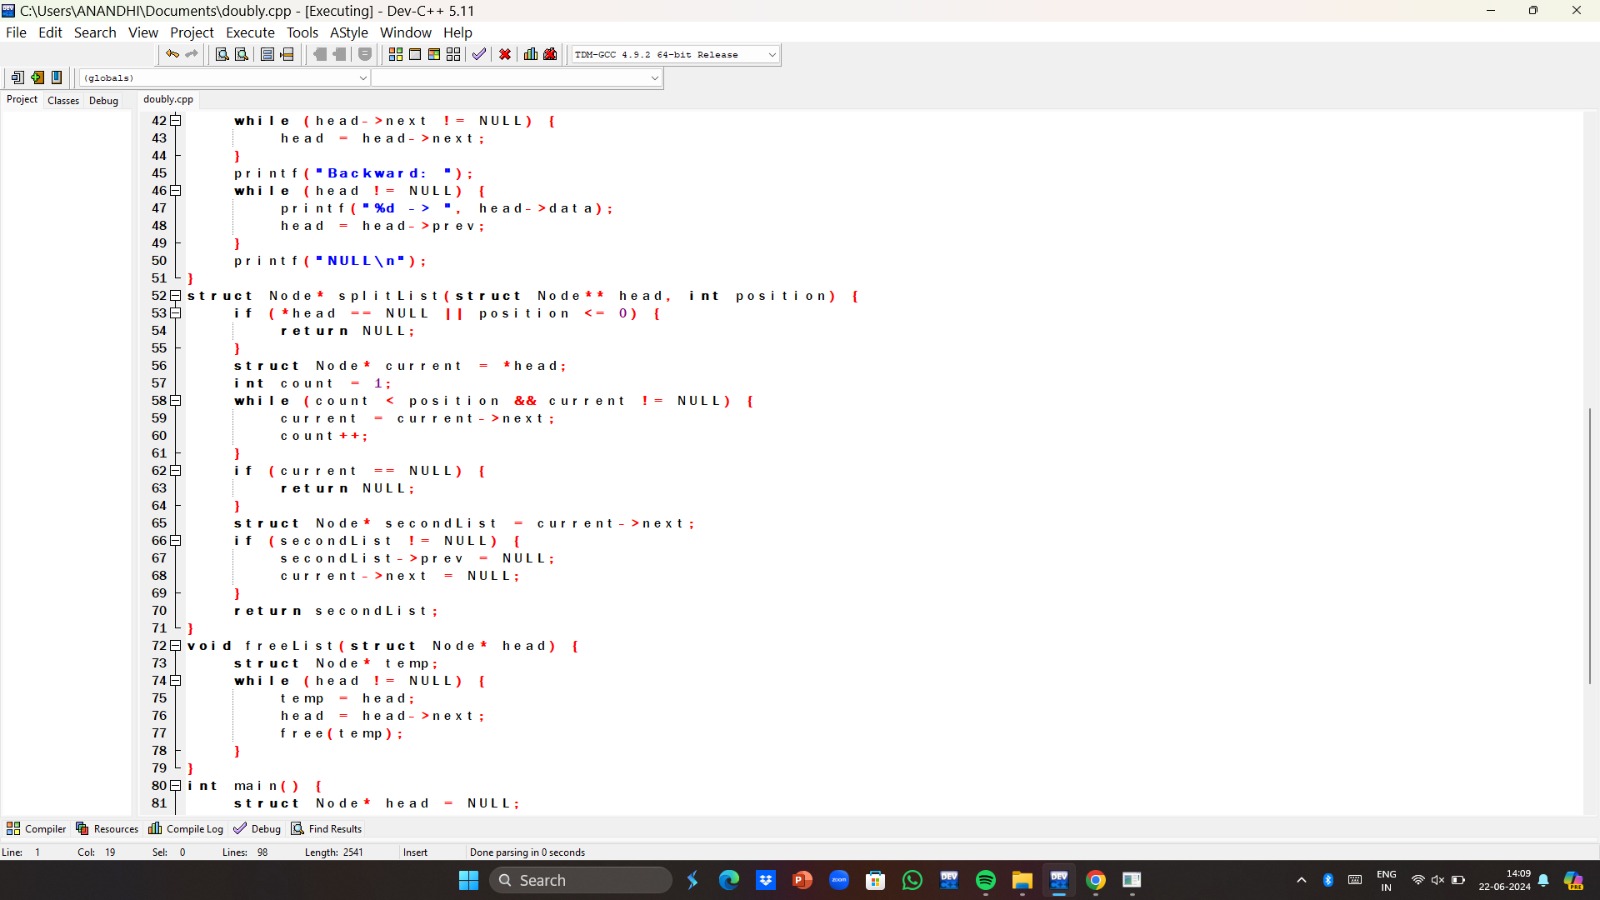 C:\Users\ANANDHI\Documents\doubly.cpp - [Executing] - Dev-C++ 5.11
File Edit Search View Project Execute Tools AStyle Window Help
TDM-GCC 4.9.2 64-bit Release
(globals)
Project Classes Debug doubly.cpp
42 while (head->next != NULL) {
43 head = head->next;
44 }
45 printf("Backward: ");
46 while (head != NULL) {
47 printf("%d -> ", head->data);
48 head = head->prev;
49 }
50 printf("NULL\n");
51 }
52 struct Node* splitList(struct Node** head, int position) {
53 if (*head == NULL || position <= 0) {
54 return NULL;
55 }
56 struct Node* current = *head;
57 int count = 1;
58 while (count < position && current != NULL) {
59 current = current->next;
60 count++;
61 }
62 if (current == NULL) {
63 return NULL;
64 }
65 struct Node* secondList = current->next;
66 if (secondList != NULL) {
67 secondList->prev = NULL;
68 current->next = NULL;
69 }
70 return secondList;
71 }
72 void freeList(struct Node* head) {
73 struct Node* temp;
74 while (head != NULL) {
75 temp = head;
76 head = head->next;
77 free(temp);
78 }
79 }
80 int main() {
81 struct Node* head = NULL;
Compiler Resources Compile Log Debug Find Results
Line: 1 Col: 19 Sel: 0 Lines: 98 Length: 2541 Insert Done parsing in 0 seconds
Search
zoom
DEV
DEV
ENG
IN
14:09
22-06-2024
PRE